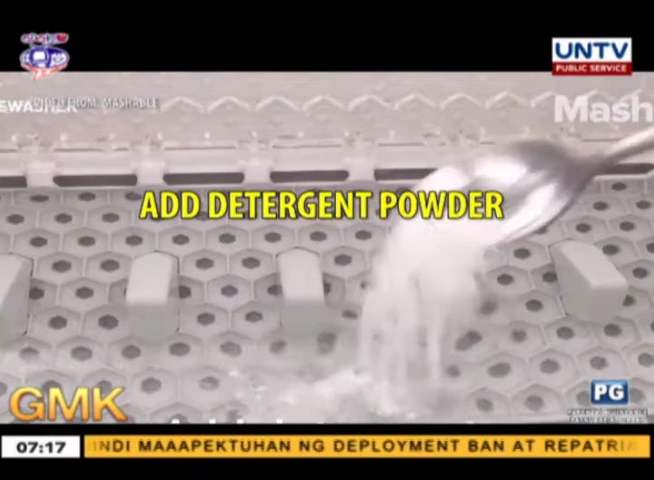 UNTV
PUBLIC SERVICE
EWASHER
VIDEO FROM: MASHABLE
Mash
ADD DETERGENT POWDER
GMK
PG
07:17
INDI MAAAPEKTUHAN NG DEPLOYMENT BAN AT REPATRIA